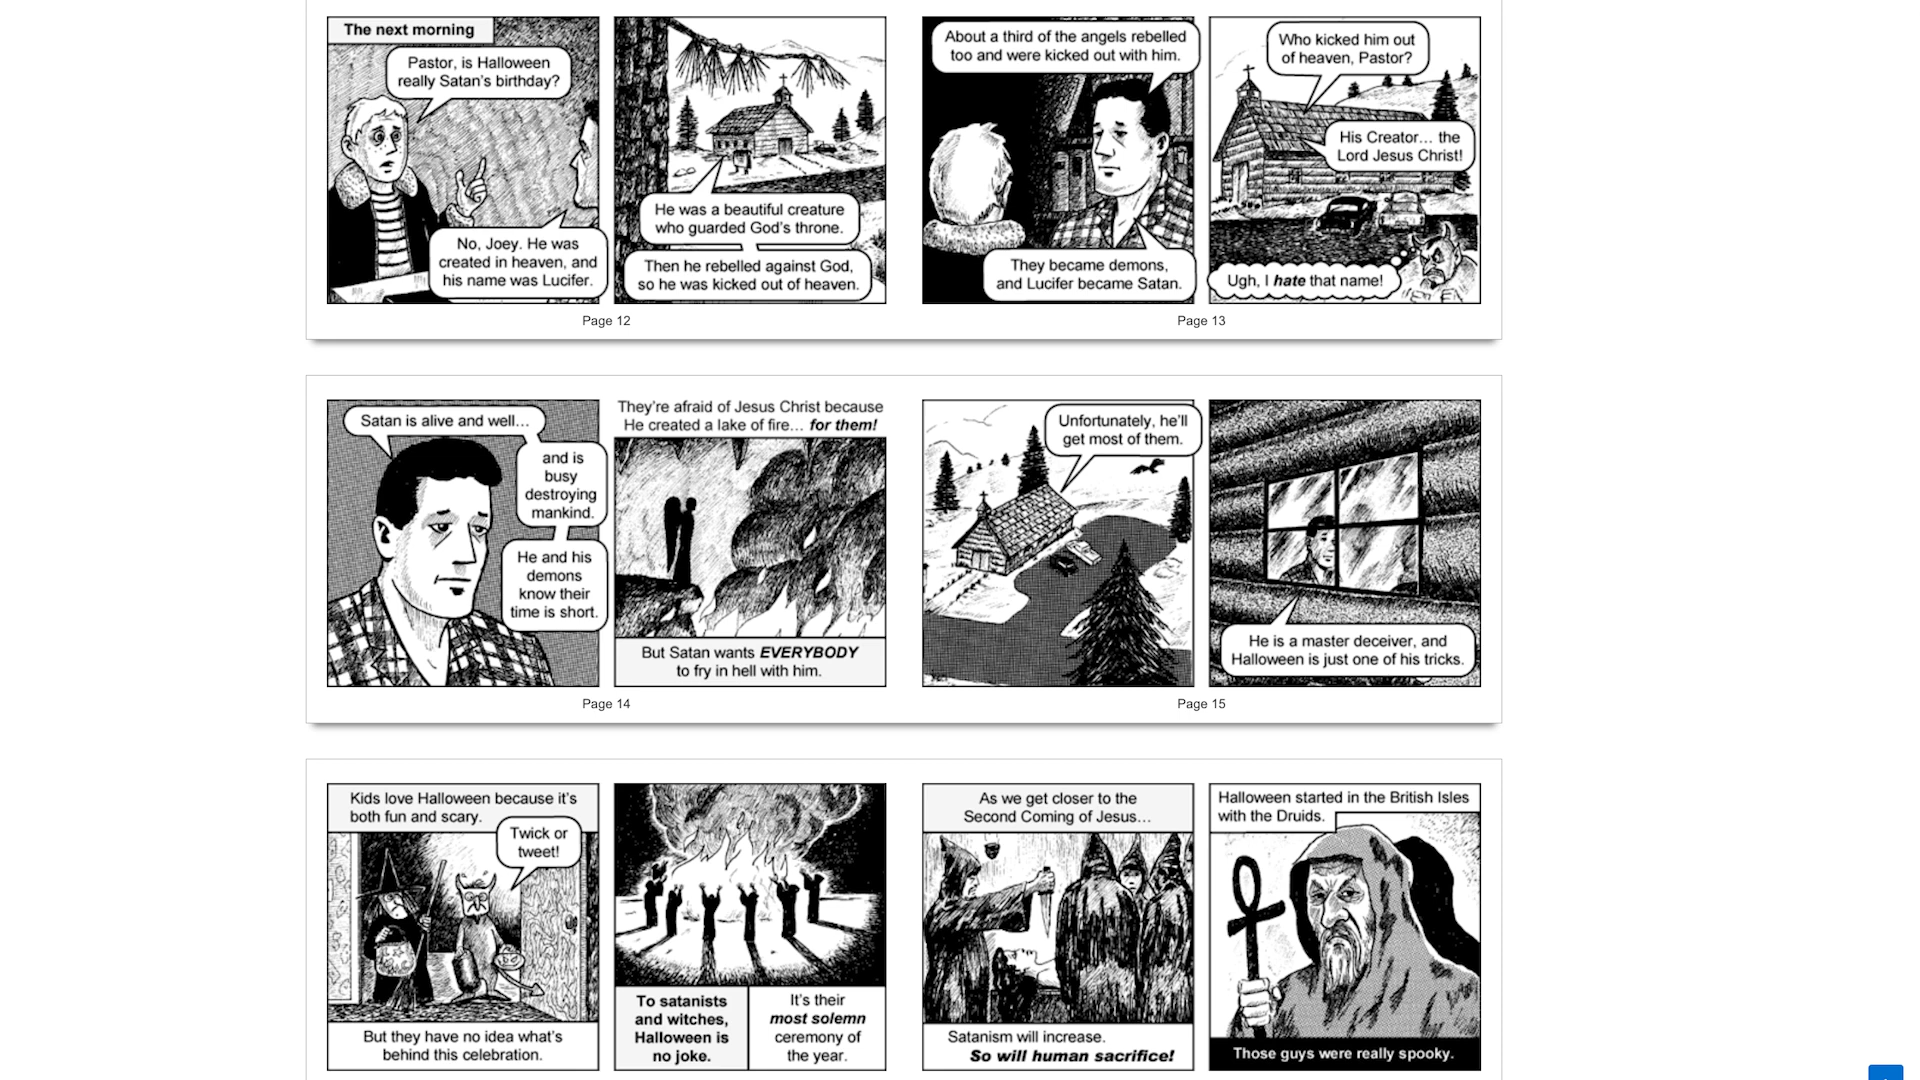 The next morning
Pastor, is Halloween
really Satan's birthday?
No, Joey. He was
created in heaven, and
his name was Lucifer.
He was a beautiful creature
who guarded God's throne.
Then he rebelled against God,
so he was kicked out of heaven.
Page 12
About a third of the angels rebelled
too and were kicked out with him.
They became demons,
and Lucifer became Satan.
Who kicked him out
of heaven, Pastor?
His Creator... the
Lord Jesus Christ!
Ugh, I hate that name!
Page 13
Satan is alive and well...
and is
busy
destroying
mankind.
He and his
demons
know their
time is short.
They're afraid of Jesus Christ because
He created a lake of fire... for them!
But Satan wants EVERYBODY
to fry in hell with him.
Page 14
Unfortunately, he'll
get most of them.
He is a master deceiver, and
Halloween is just one of his tricks.
Page 15
Kids love Halloween because it's
both fun and scary.
Twick or
tweet!
But they have no idea what's
behind this celebration.
To satanists
and witches,
Halloween is
no joke.
It's their
most solemn
ceremony of
the year.
As we get closer to the
Second Coming of Jesus...
Satanism will increase.
So will human sacrifice!
Halloween started in the British Isles
with the Druids.
Those guys were really spooky.